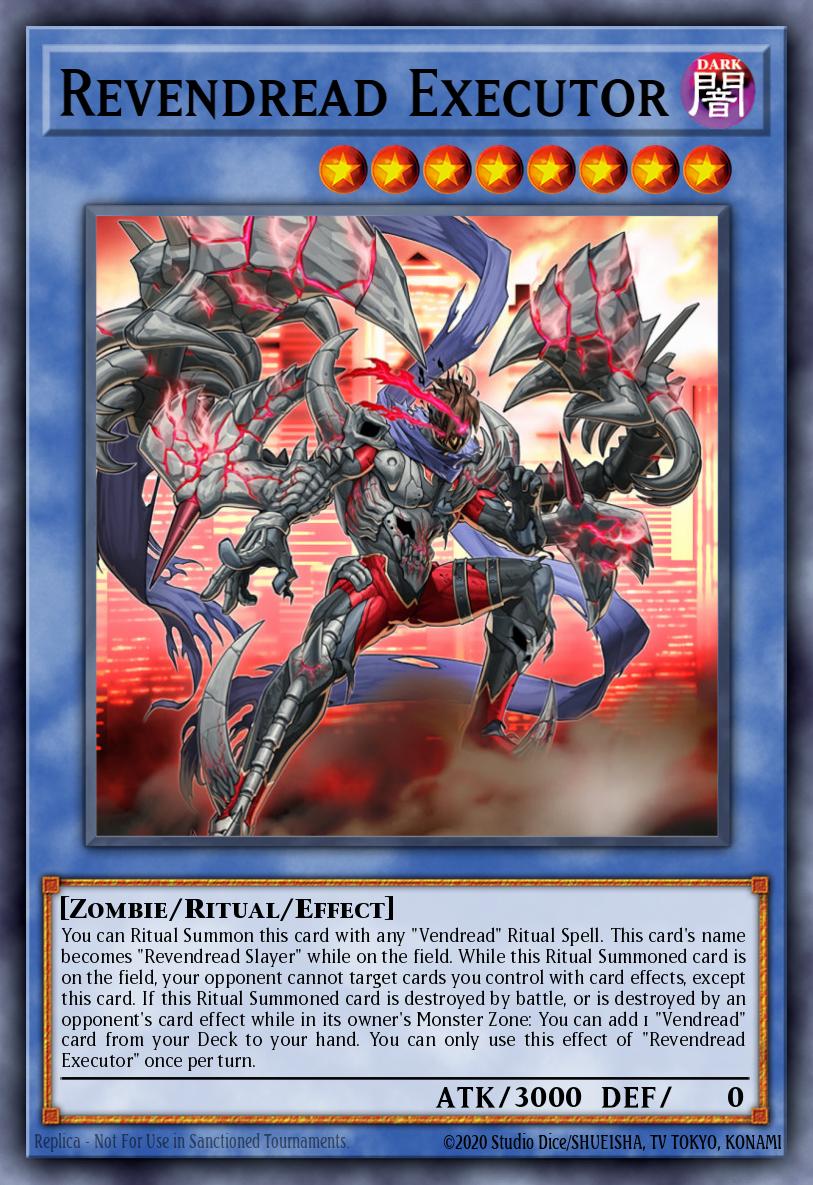 Revendread Executor
DARK
闇
[Zombie/Ritual/Effect]
You can Ritual Summon this card with any "Vendread" Ritual Spell. This card's name
becomes "Revendread Slayer" while on the field. While this Ritual Summoned card is
on the field, your opponent cannot target cards you control with card effects, except
this card. If this Ritual Summoned card is destroyed by battle, or is destroyed by an
opponent's card effect while in its owner's Monster Zone: You can add 1 "Vendread"
card from your Deck to your hand. You can only use this effect of "Revendread
Executor" once per turn.
ATK/3000 DEF/ 0
Replica - Not For Use in Sanctioned Tournaments. ©2020 Studio Dice/SHUEISHA, TV TOKYO, KONAMI